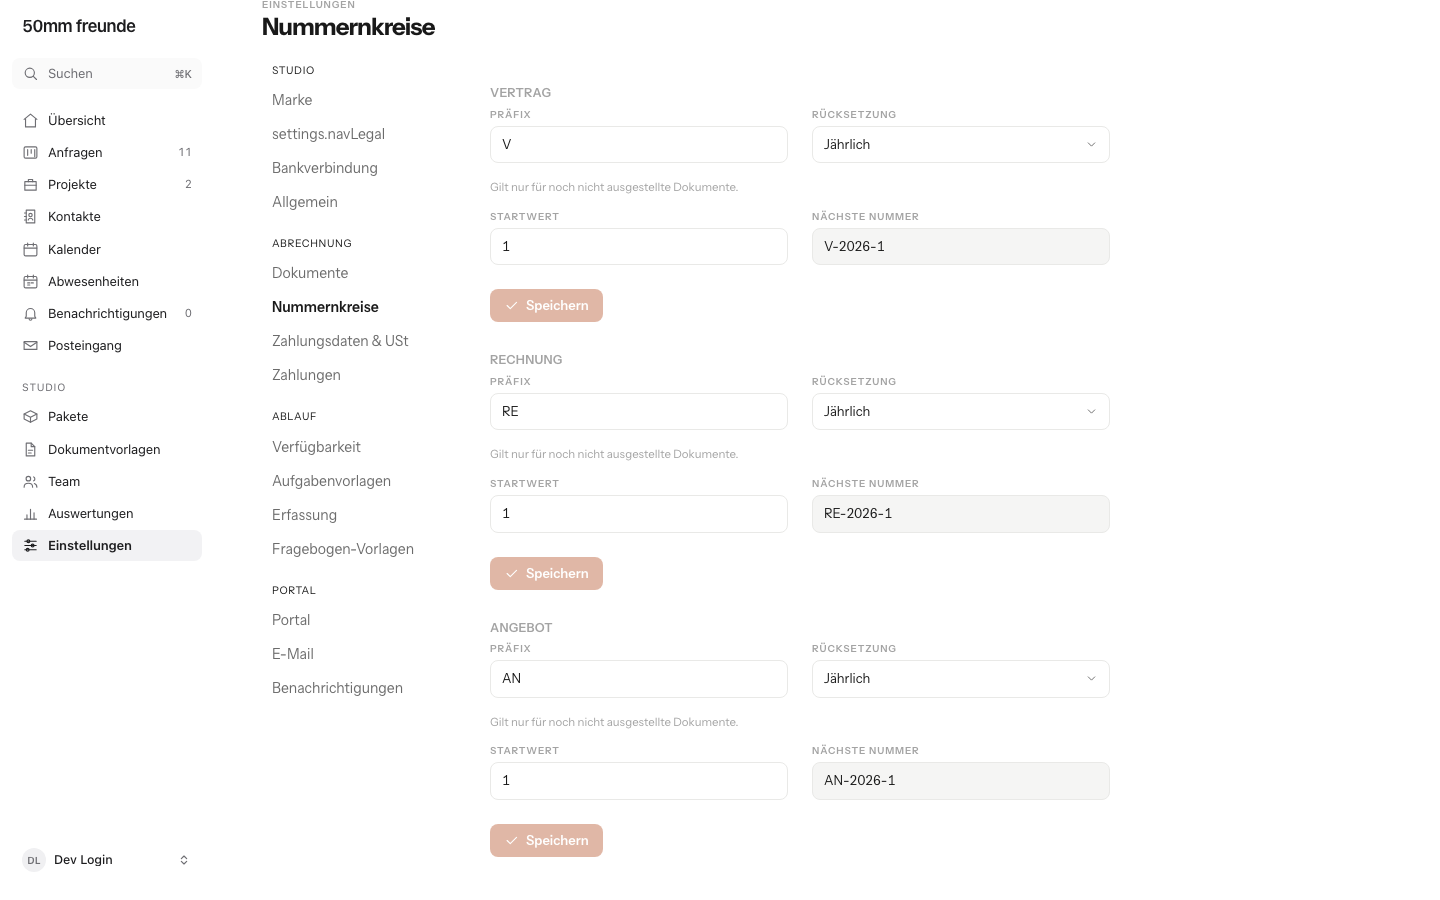 50mm freunde
Suchen ⌘K
Übersicht
Anfragen 11
Projekte 2
Kontakte
Kalender
Abwesenheiten
Benachrichtigungen 0
Posteingang
STUDIO
Pakete
Dokumentvorlagen
Team
Auswertungen
Einstellungen
DL Dev Login
EINSTELLUNGEN
Nummernkreise
STUDIO
Marke
settings.navLegal
Bankverbindung
Allgemein
ABRECHNUNG
Dokumente
Nummernkreise
Zahlungsdaten & USt
Zahlungen
ABLAUF
Verfügbarkeit
Aufgabenvorlagen
Erfassung
Fragebogen-Vorlagen
PORTAL
Portal
E-Mail
Benachrichtigungen
VERTRAG
PRÄFIX RÜCKSETZUNG
V Jährlich
Gilt nur für noch nicht ausgestellte Dokumente.
STARTWERT NÄCHSTE NUMMER
1 V-2026-1
Speichern
RECHNUNG
PRÄFIX RÜCKSETZUNG
RE Jährlich
Gilt nur für noch nicht ausgestellte Dokumente.
STARTWERT NÄCHSTE NUMMER
1 RE-2026-1
Speichern
ANGEBOT
PRÄFIX RÜCKSETZUNG
AN Jährlich
Gilt nur für noch nicht ausgestellte Dokumente.
STARTWERT NÄCHSTE NUMMER
1 AN-2026-1
Speichern